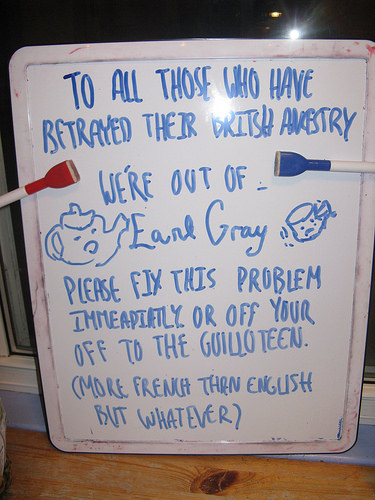 TO ALL THOSE WHO HAVE
BETRAYED THEIR BRITSH ANESTRY
WE'RE OUT OF -
Earl Gray
PLEASE FIX THIS PROBLEM
IMMEADIATLY. OR OFF YOUR
OFF TO THE GUILLOTEEN.
(MORE FRENCH THAN ENGLISH
BUT WHATEVER)